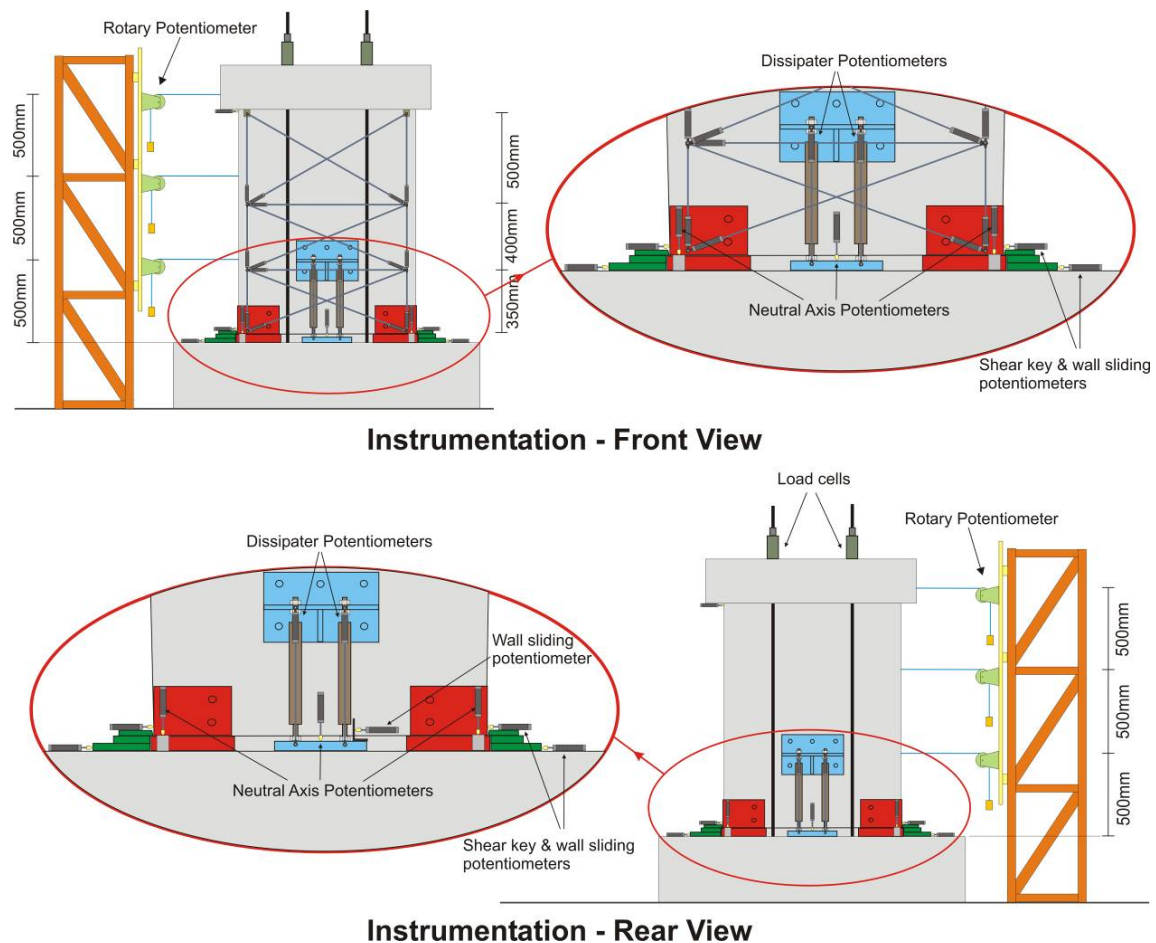 Rotary Potentiometer
500mm
500mm
500mm
500mm
400mm
350mm
Dissipater Potentiometers
Neutral Axis Potentiometers
Shear key & wall sliding
potentiometers
Instrumentation - Front View
Load cells
Rotary Potentiometer
Dissipater Potentiometers
Wall sliding
potentiometer
Neutral Axis Potentiometers
Shear key & wall sliding
potentiometers
500mm
500mm
500mm
Instrumentation - Rear View